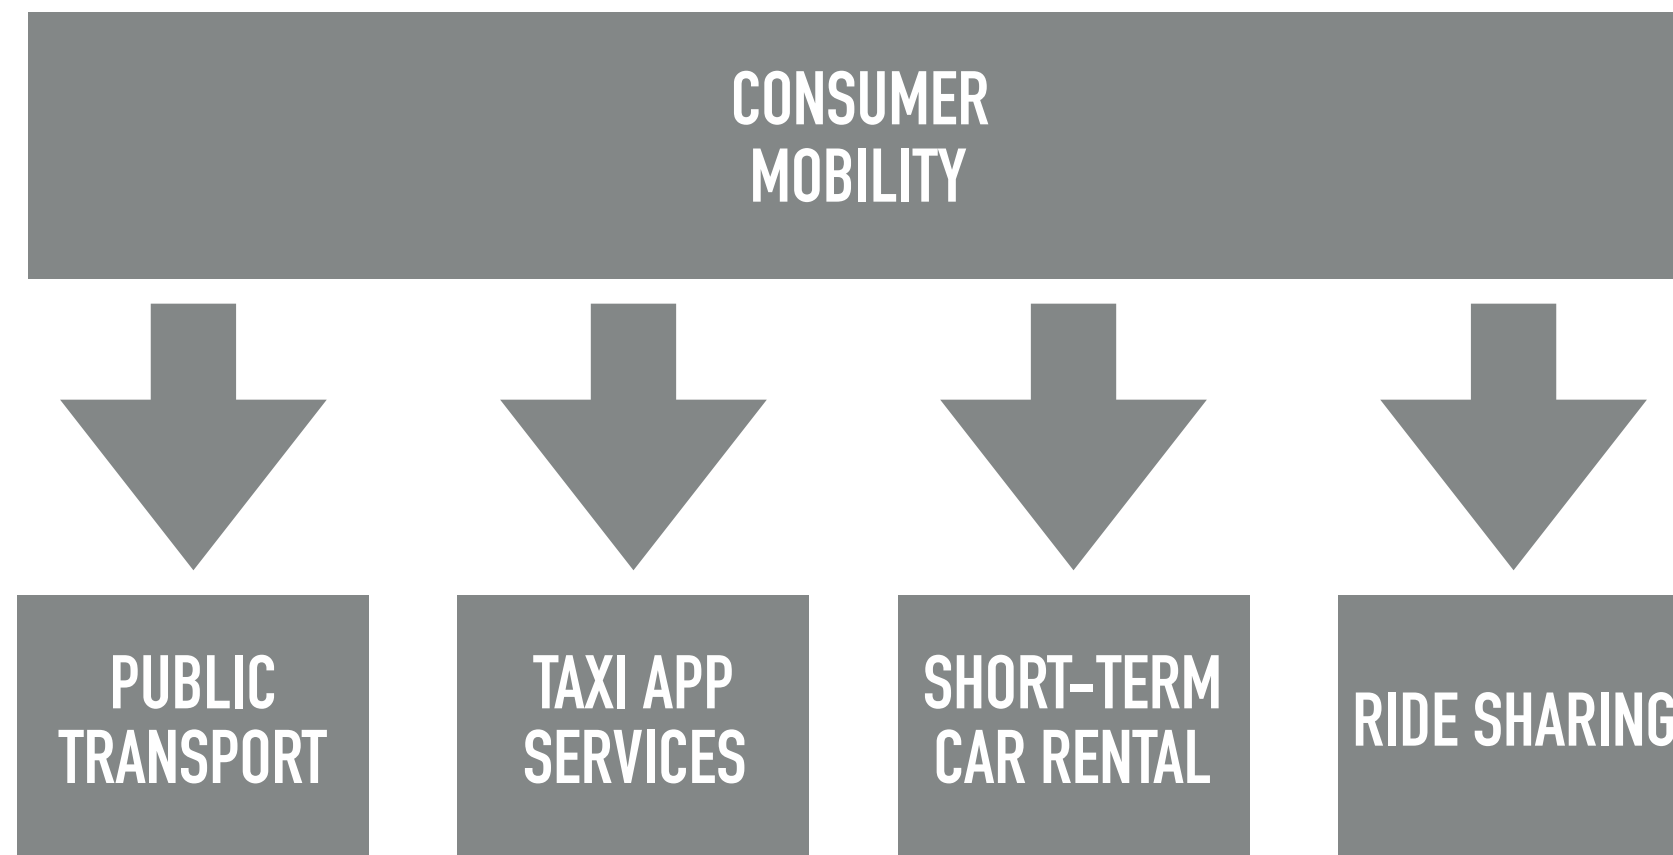 CONSUMER
MOBILITY
PUBLIC
TRANSPORT
TAXI APP
SERVICES
SHORT-TERM
CAR RENTAL
RIDE SHARING